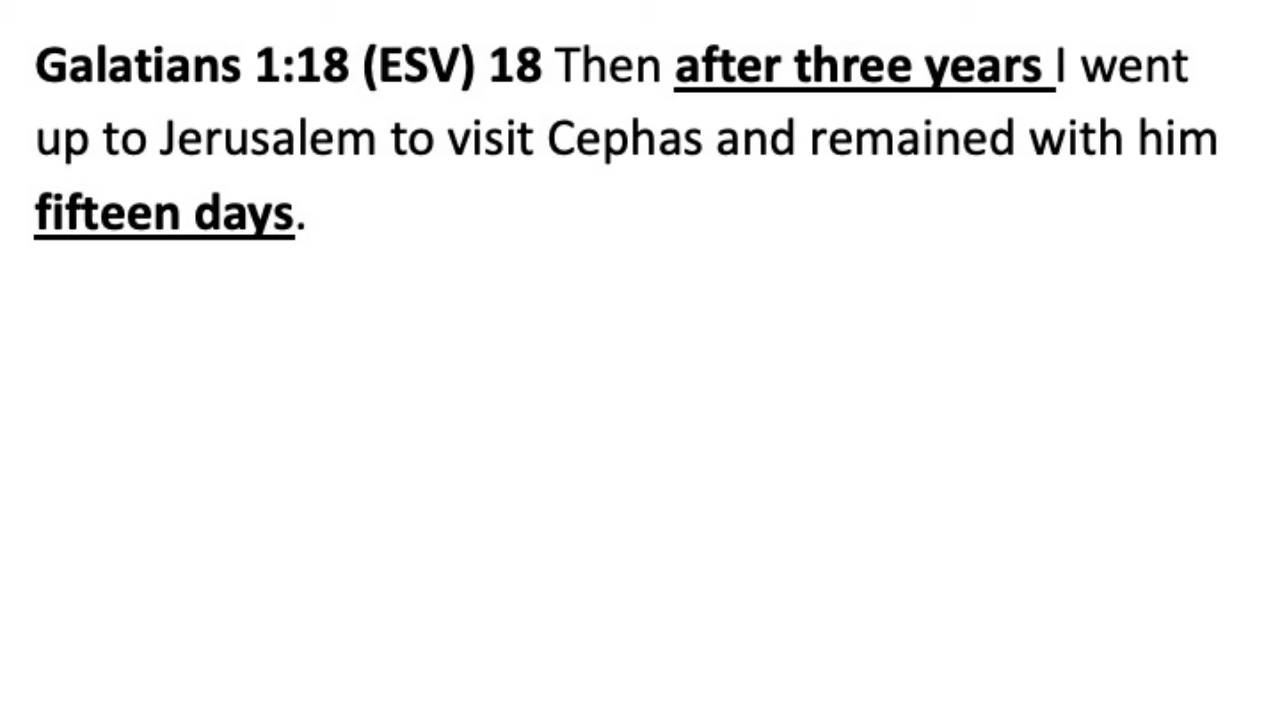 Galatians 1:18 (ESV) 18 Then after three years I went
up to Jerusalem to visit Cephas and remained with him
fifteen days.